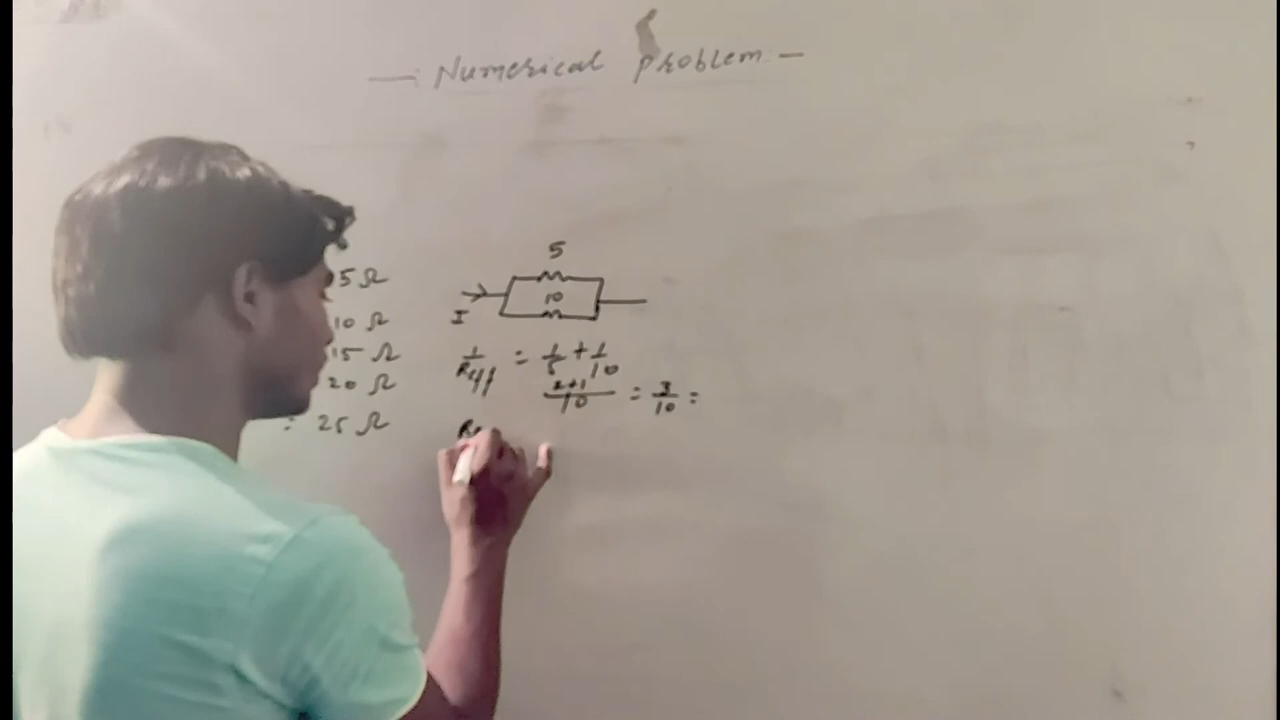 — Numerical Problem —
5 Ω
10 Ω
15 Ω
20 Ω
= 25 Ω
5
10
I
1/Reff = 1/5 + 1/10
2+1/10 = 3/10 =
Re